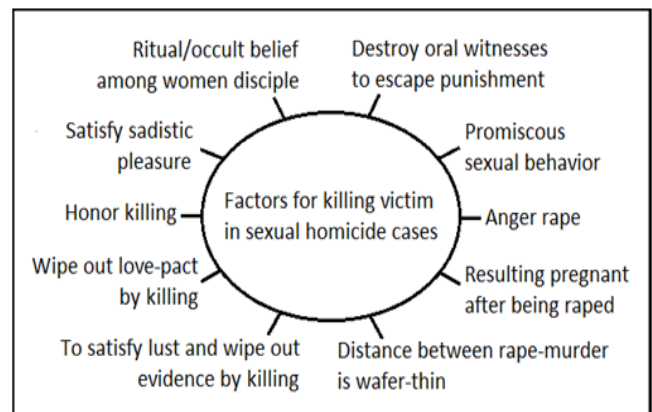 Ritual/occult belief
among women disciple
Destroy oral witnesses
to escape punishment
Satisfy sadistic
pleasure
Promiscous
sexual behavior
Honor killing
Factors for killing victim
in sexual homicide cases
Anger rape
Wipe out love-pact
by killing
Resulting pregnant
after being raped
To satisfy lust and wipe out
evidence by killing
Distance between rape-murder
is wafer-thin